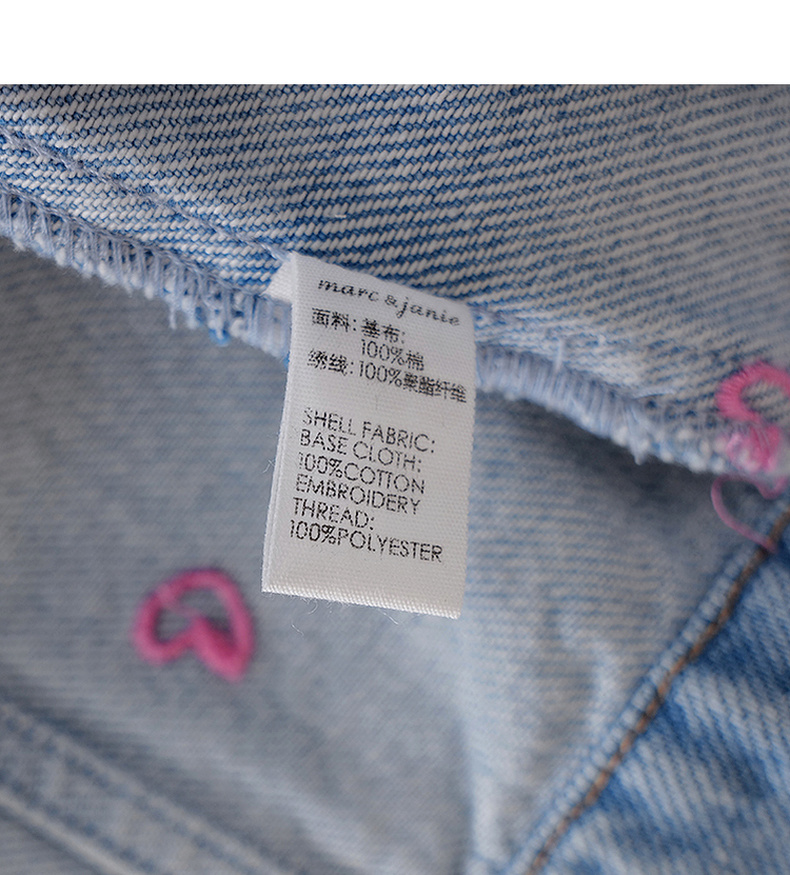 marc & janie
面料:基布:
100%棉
绣线:100%聚酯纤维
SHELL FABRIC:
BASE CLOTH:
100%COTTON
EMBROIDERY
THREAD:
100%POLYESTER